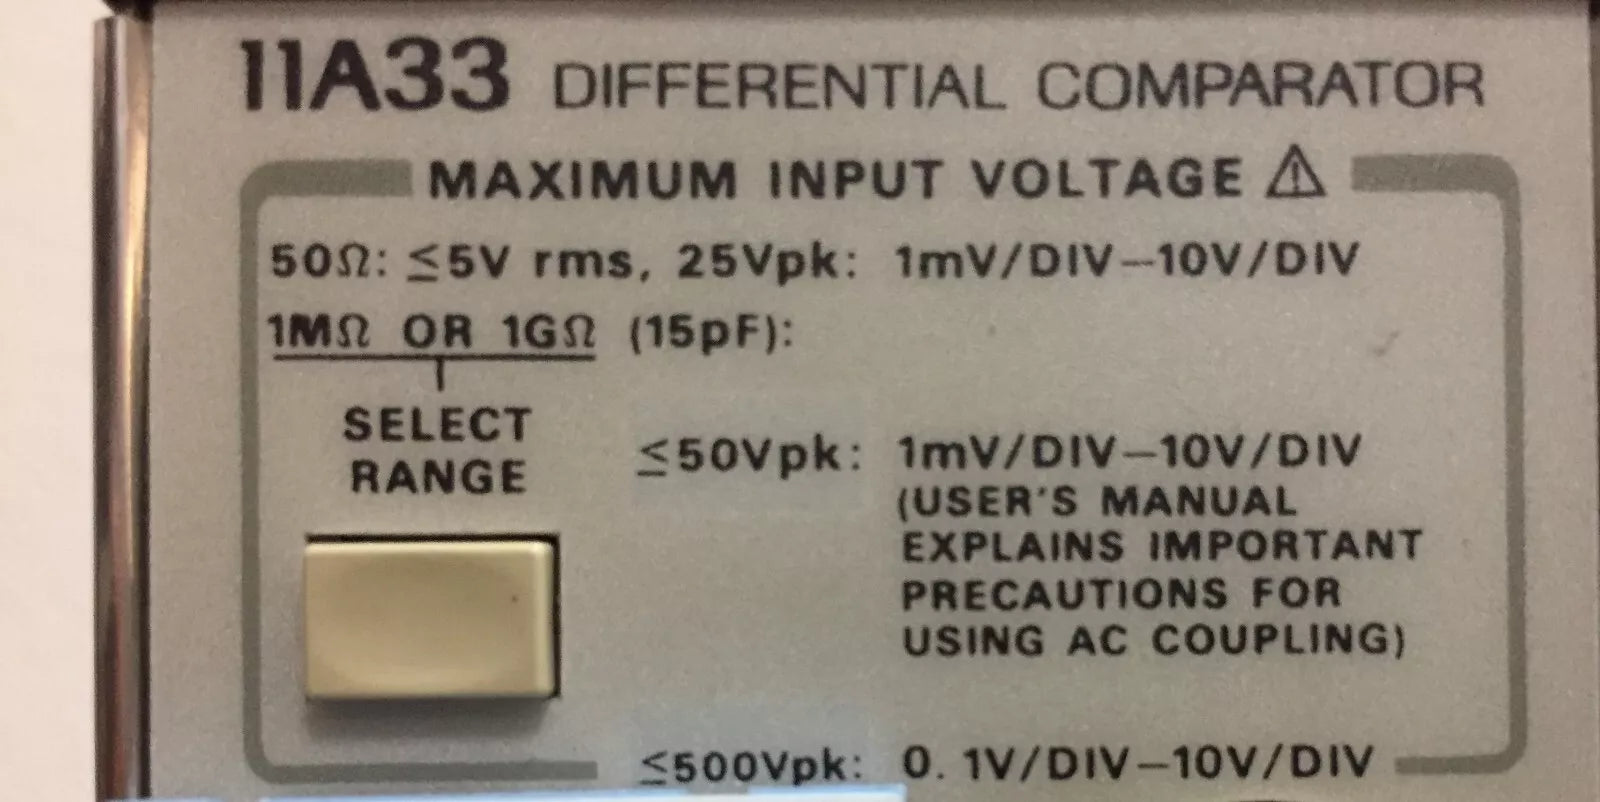 11A33 DIFFERENTIAL COMPARATOR
MAXIMUM INPUT VOLTAGE ⚠
50Ω: ≤5V rms, 25Vpk: 1mV/DIV–10V/DIV
1MΩ OR 1GΩ (15pF):
SELECT
RANGE
≤50Vpk: 1mV/DIV–10V/DIV
(USER'S MANUAL
EXPLAINS IMPORTANT
PRECAUTIONS FOR
USING AC COUPLING)
≤500Vpk: 0.1V/DIV–10V/DIV